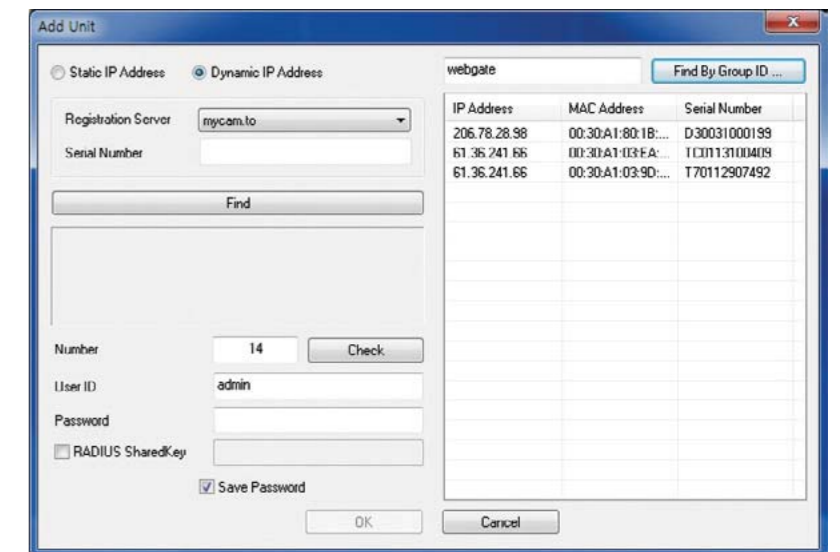 Add Unit
Static IP Address Dynamic IP Address
Registration Server mycam.to
Serial Number
Find
Number 14 Check
User ID admin
Password
RADIUS SharedKey
Save Password
OK
webgate Find By Group ID ...
IP Address MAC Address Serial Number
206.78.28.98 00:30:A1:80:1B:... D30031000199
61.36.241.66 00:30:A1:03:EA:... TC0113100409
61.36.241.66 00:30:A1:03:9D:... T70112907492
Cancel